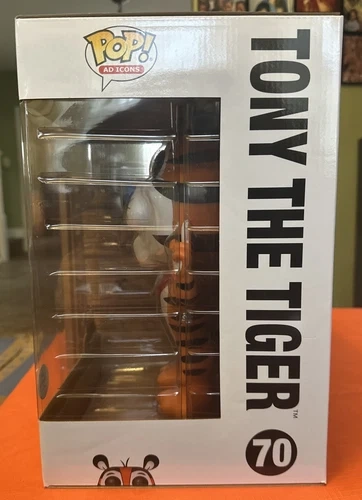 POP!
AD ICONS
TONY THE TIGER™
70